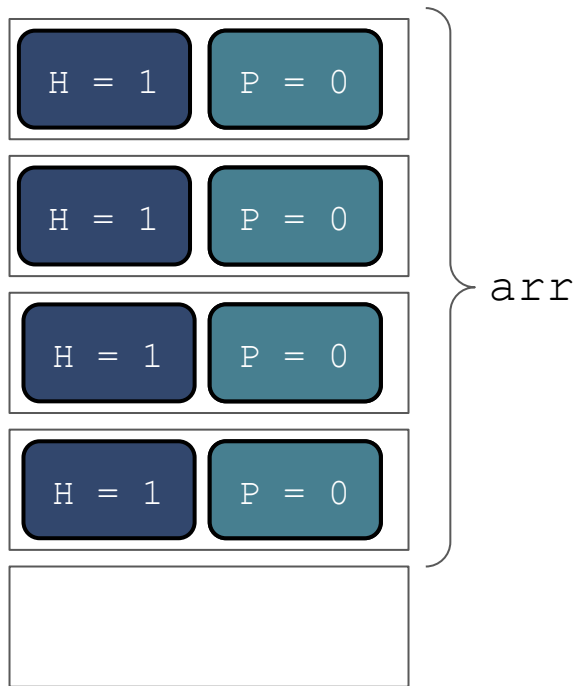 H = 1 P = 0
H = 1 P = 0
arr
H = 1 P = 0
H = 1 P = 0